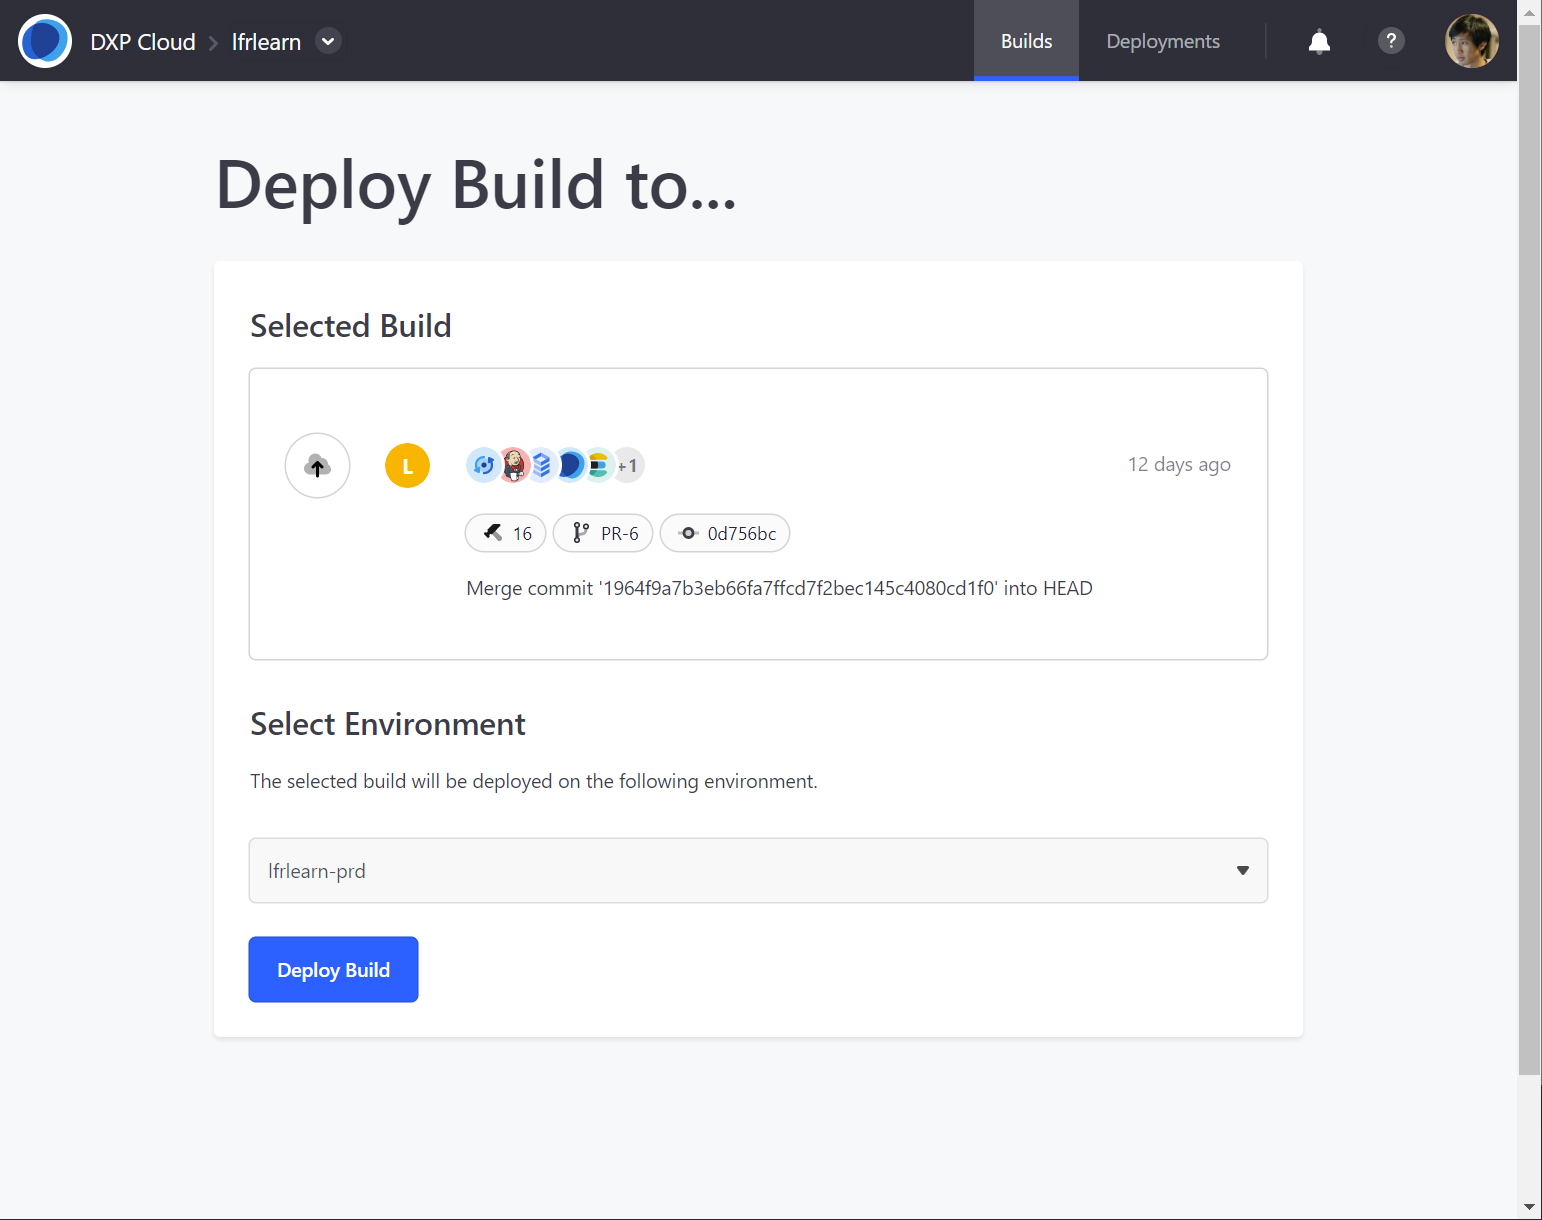 DXP Cloud
lfrlearn
Builds
Deployments
?
Deploy Build to...
Selected Build
L
+1
12 days ago
16
PR-6
0d756bc
Merge commit '1964f9a7b3eb66fa7ffcd7f2bec145c4080cd1f0' into HEAD
Select Environment
The selected build will be deployed on the following environment.
lfrlearn-prd
Deploy Build